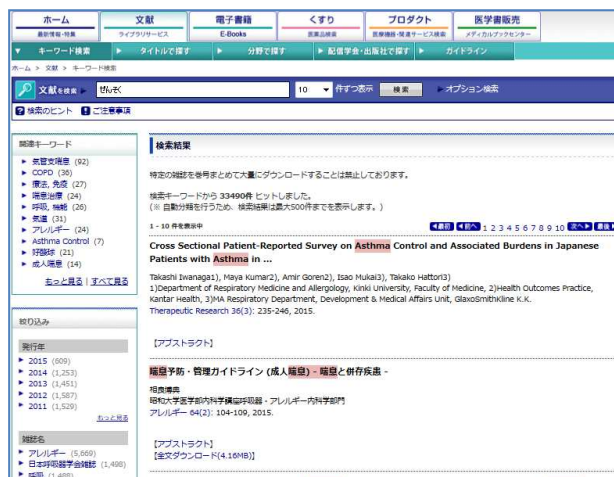 ホーム
最新情報・特集
文献
ライブラリサービス
電子書籍
E-Books
くすり
医薬品検索
プロダクト
医療機器・関連サービス検索
医学書販売
メディカルブックセンター
▼ キーワード検索
▶ タイトルで探す
▶ 分野で探す
▶ 配信学会・出版社で探す
▶ ガイドライン
ホーム > 文献 > キーワード検索
文献を検索 ▶ ぜんそく 10 ▼ 件ずつ表示 検索 ▶オプション検索
? 検索のヒント ! ご注意事項
関連キーワード
▶ 気管支喘息 (92)
▶ COPD (36)
▶ 療法, 免疫 (27)
▶ 喘息治療 (24)
▶ 呼吸, 機能 (26)
▶ 気道 (31)
▶ アレルギー (24)
▶ Asthma Control (7)
▶ 好酸球 (21)
▶ 成人喘息 (14)
もっと見る | すべて見る
絞り込み
発行年
▶ 2015 (609)
▶ 2014 (1,253)
▶ 2013 (1,451)
▶ 2012 (1,587)
▶ 2011 (1,529)
もっと見る
雑誌名
▶ アレルギー (5,669)
▶ 日本呼吸器学会雑誌 (1,498)
▶ 呼吸 (1,488)
検索結果
特定の雑誌を巻号まとめて大量にダウンロードすることは禁止しております。
検索キーワードから 33490件 ヒットしました。
(※ 自動分類を行うため、検索結果は最大500件までを表示します。)
1 - 10 件を表示中
◀最初 ◀前へ 1 2 3 4 5 6 7 8 9 10 次へ▶ 最後▶
Cross Sectional Patient-Reported Survey on Asthma Control and Associated Burdens in Japanese
Patients with Asthma in ...
Takashi Iwanaga1), Maya Kumar2), Amir Goren2), Isao Mukai3), Takako Hattori3)
1)Department of Respiratory Medicine and Allergology, Kinki University, Faculty of Medicine, 2)Health Outcomes Practice,
Kantar Health, 3)MA Respiratory Department, Development & Medical Affairs Unit, GlaxoSmithKline K.K.
Therapeutic Research 36(3): 235-246, 2015.
【アブストラクト】
喘息予防・管理ガイドライン (成人喘息) - 喘息と併存疾患 -
相良博典
昭和大学医学部内科学講座呼吸器・アレルギー内科学部門
アレルギー 64(2): 104-109, 2015.
【アブストラクト】
【全文ダウンロード(4.16MB)】